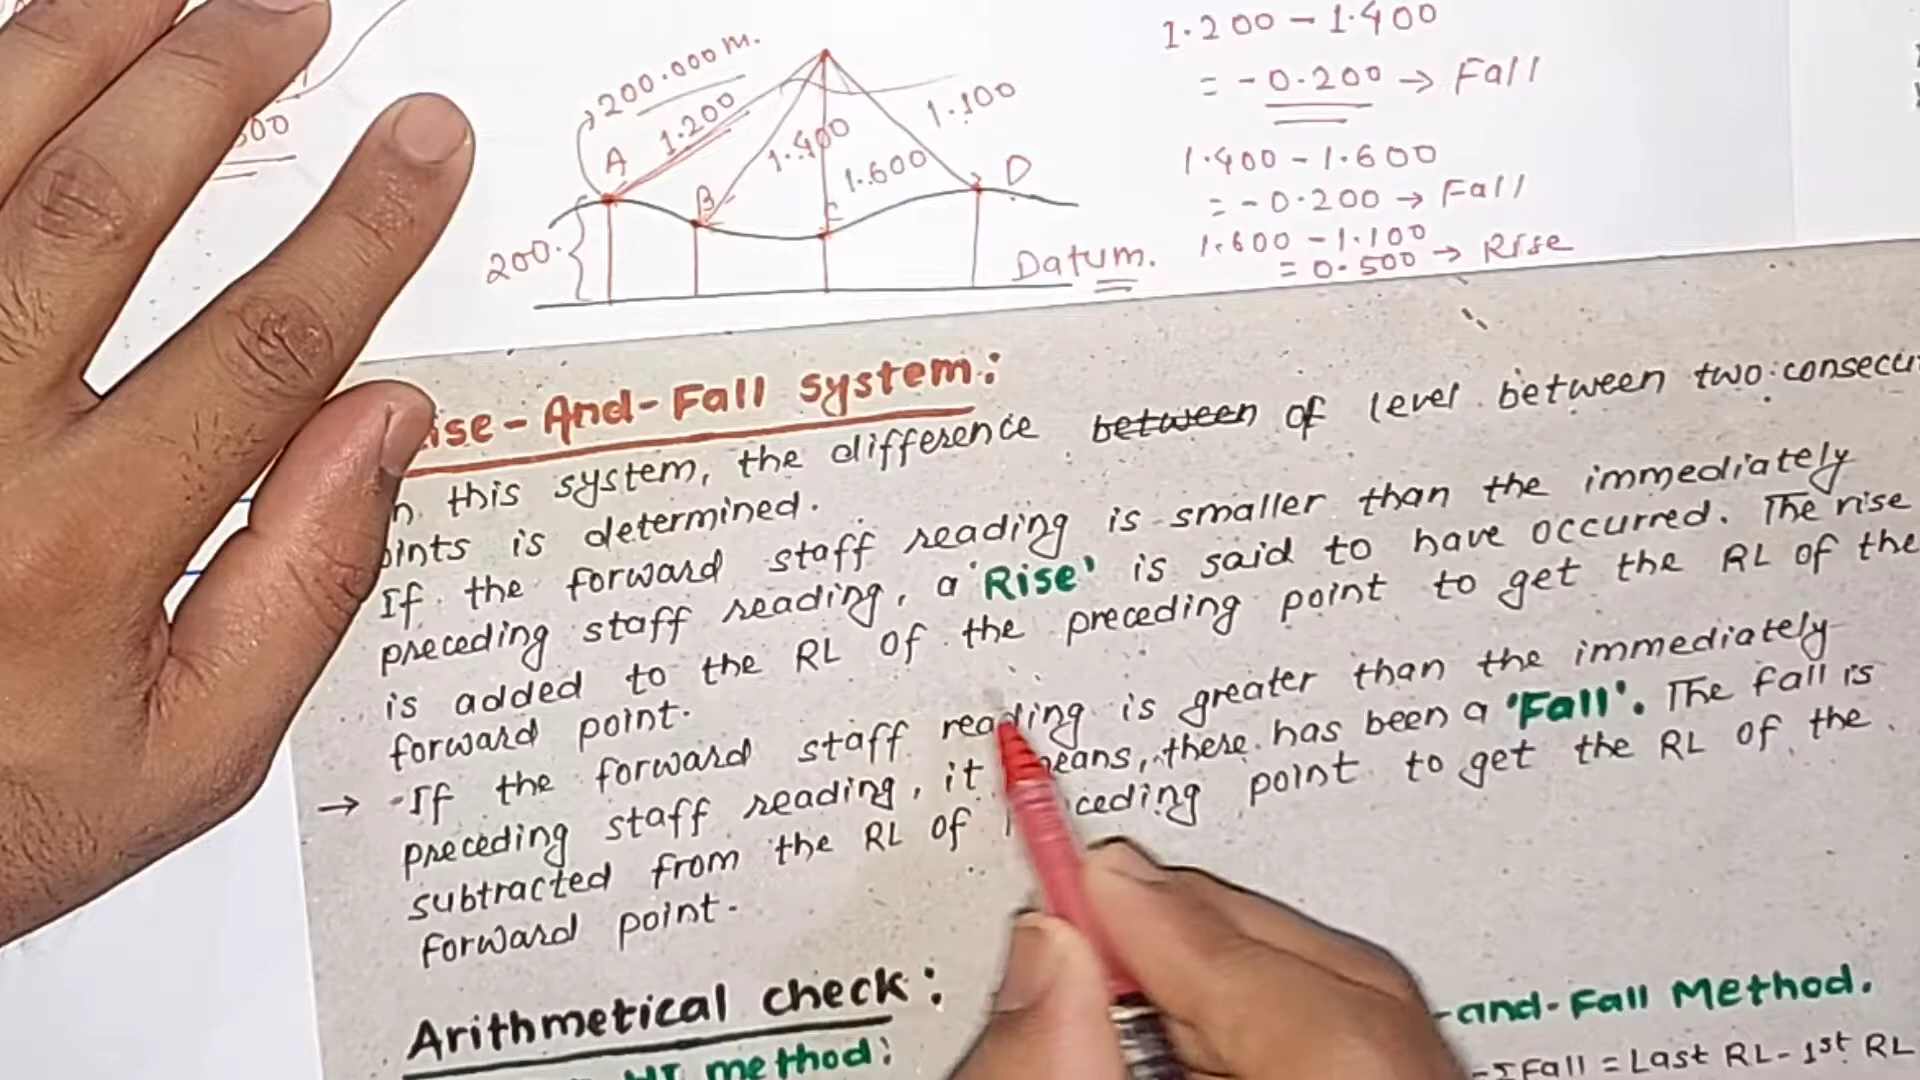 200.000 m.
1.200
1.400
1.600
1.100
A
B
C
D
200.
Datum.
1.200 - 1.400
= - 0.200 → Fall
1.400 - 1.600
= - 0.200 → Fall
1.600 - 1.100
= 0.500 → Rise
ise-And-Fall system:
n this system, the difference between of level between two consecu
oints is determined.
If the forward staff reading is smaller than the immediately
preceding staff reading, a 'Rise' is said to have occurred. The rise
is added to the RL of the preceding point to get the RL of the
forward point.
→ If the forward staff reading is greater than the immediately
preceding staff reading, it means, there has been a 'Fall'. The fall is
subtracted from the RL of ceding point to get the RL of the
forward point.
Arithmetical check:
HI method:
-and-Fall Method.
-ΣFall = Last RL - 1st RL